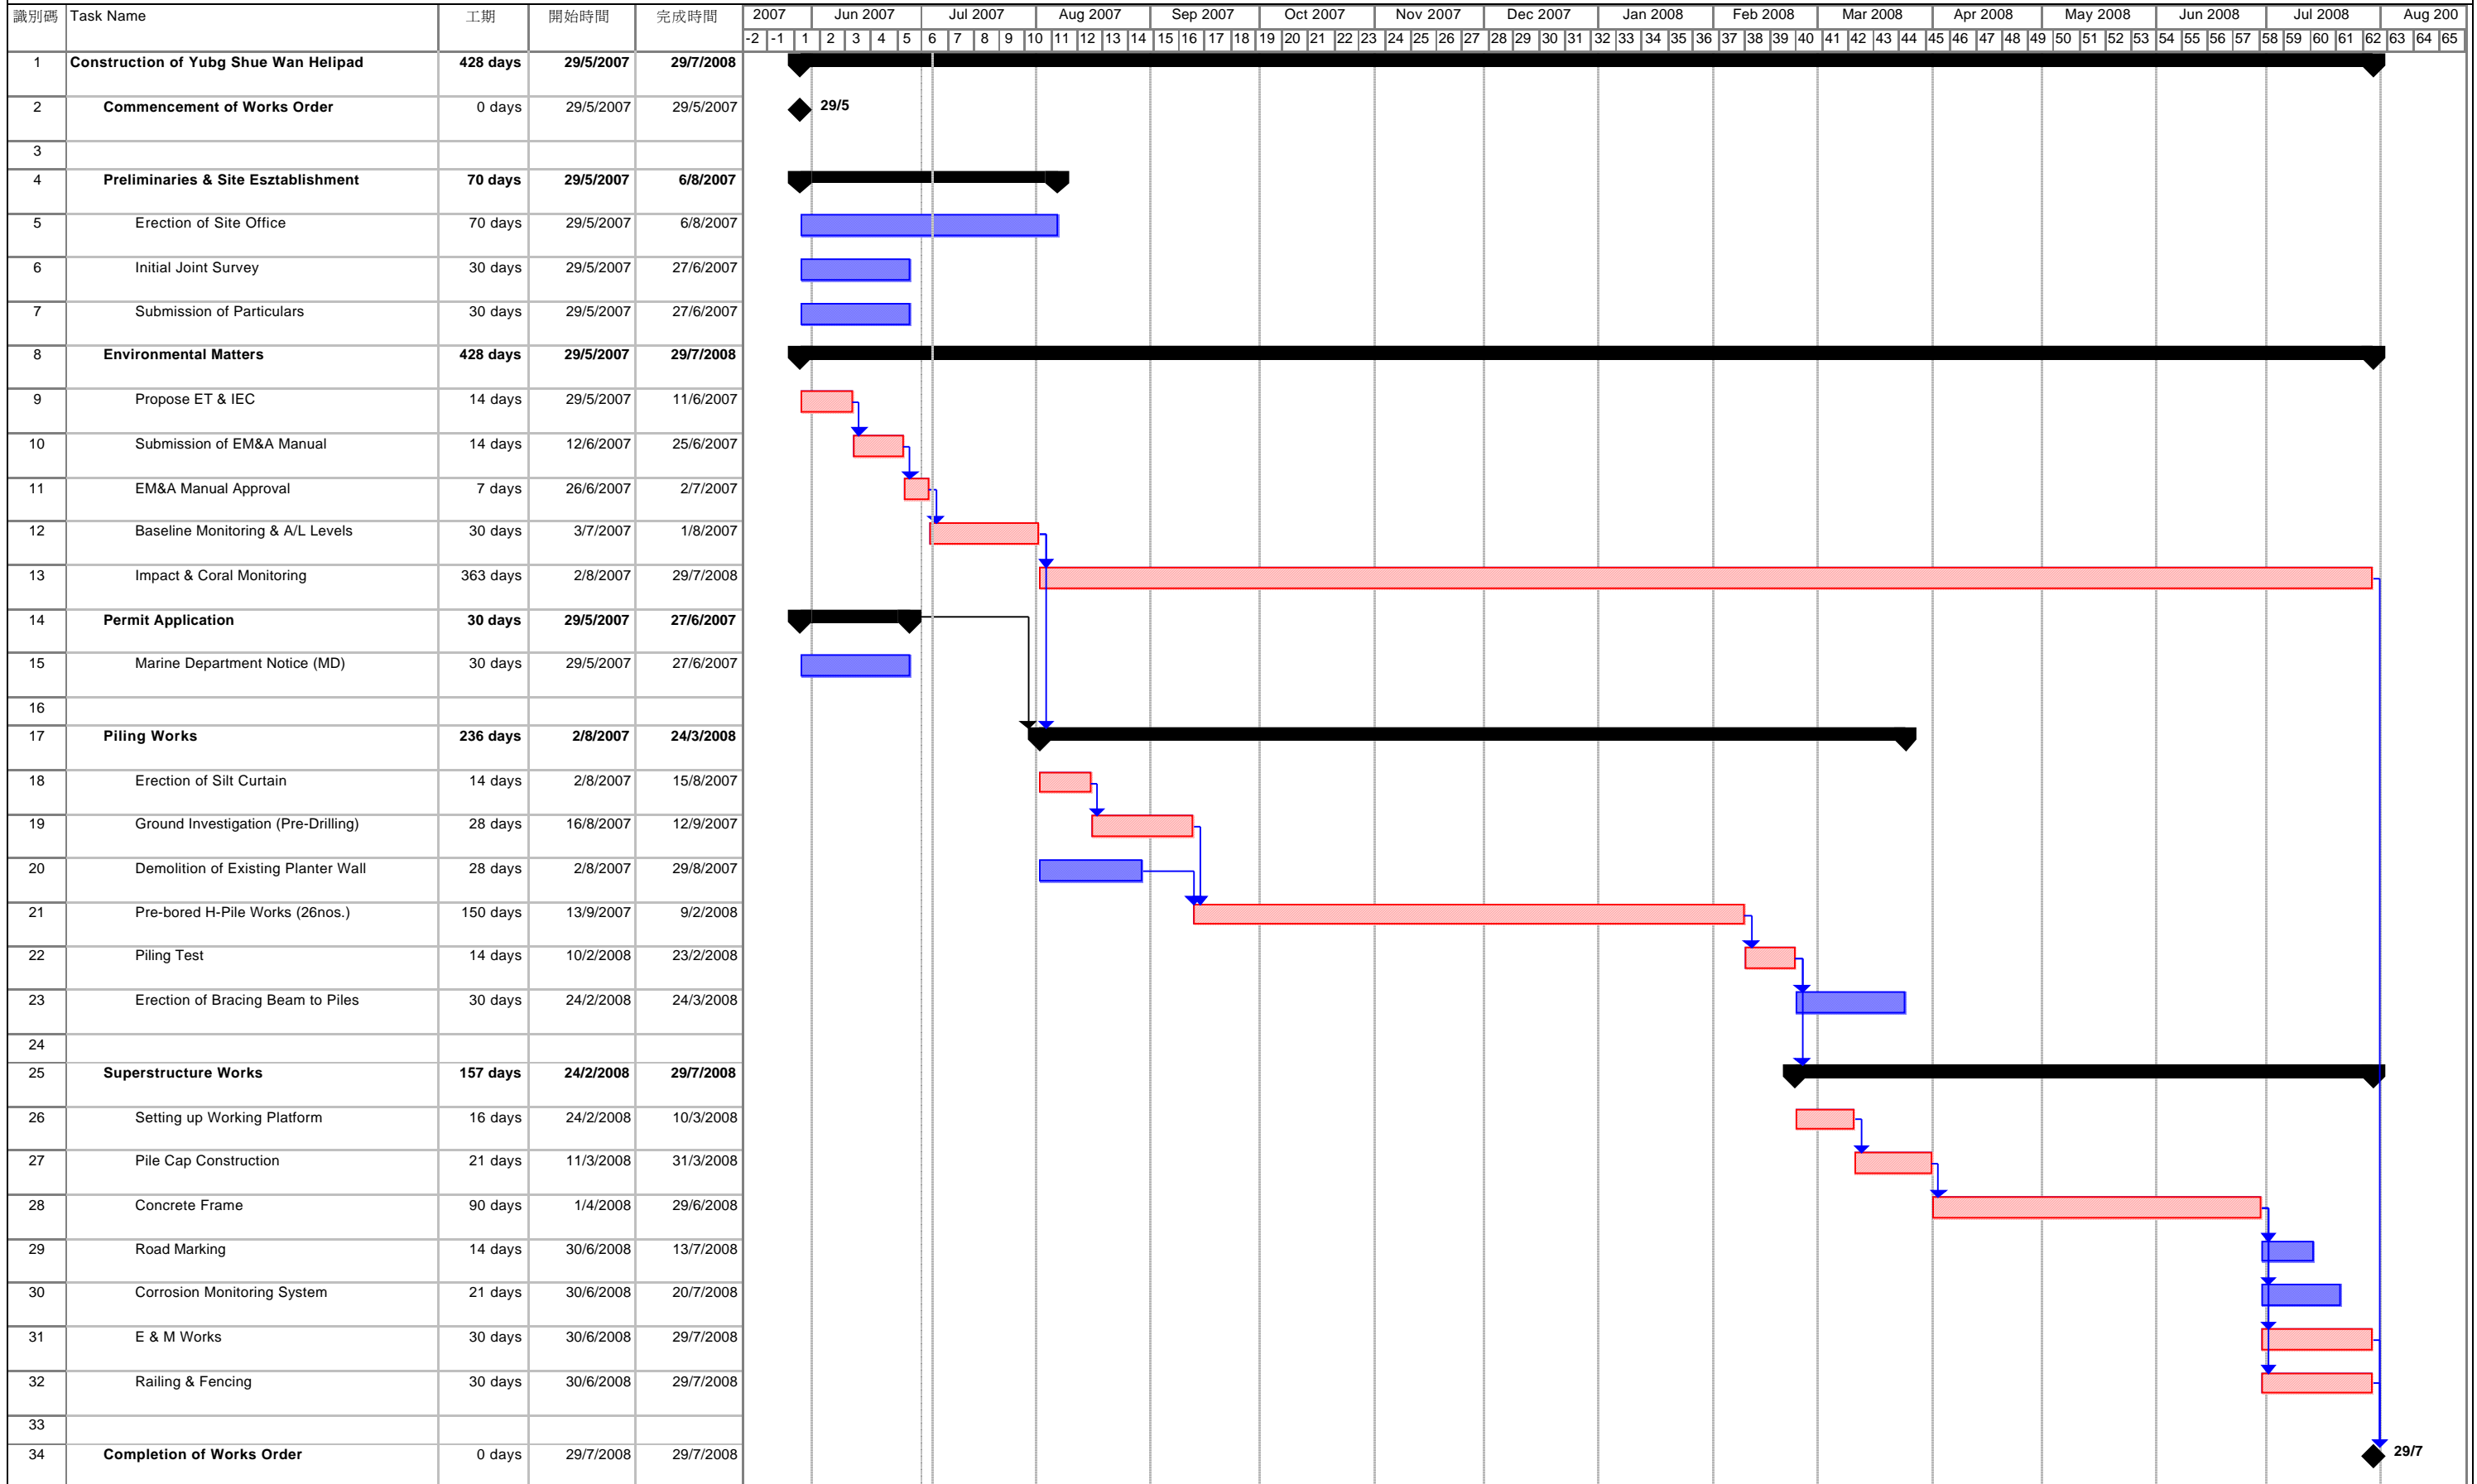 識別碼 Task Name 工期 開始時間 完成時間 2007 Jun 2007 Jul 2007 Aug 2007 Sep 2007 Oct 2007 Nov 2007 Dec 2007 Jan 2008 Feb 2008 Mar 2008 Apr 2008 May 2008 Jun 2008 Jul 2008 Aug 200
-2 -1 1 2 3 4 5 6 7 8 9 10 11 12 13 14 15 16 17 18 19 20 21 22 23 24 25 26 27 28 29 30 31 32 33 34 35 36 37 38 39 40 41 42 43 44 45 46 47 48 49 50 51 52 53 54 55 56 57 58 59 60 61 62 63 64 65
1 Construction of Yubg Shue Wan Helipad 428 days 29/5/2007 29/7/2008
2 Commencement of Works Order 0 days 29/5/2007 29/5/2007 29/5
3
4 Preliminaries & Site Esztablishment 70 days 29/5/2007 6/8/2007
5 Erection of Site Office 70 days 29/5/2007 6/8/2007
6 Initial Joint Survey 30 days 29/5/2007 27/6/2007
7 Submission of Particulars 30 days 29/5/2007 27/6/2007
8 Environmental Matters 428 days 29/5/2007 29/7/2008
9 Propose ET & IEC 14 days 29/5/2007 11/6/2007
10 Submission of EM&A Manual 14 days 12/6/2007 25/6/2007
11 EM&A Manual Approval 7 days 26/6/2007 2/7/2007
12 Baseline Monitoring & A/L Levels 30 days 3/7/2007 1/8/2007
13 Impact & Coral Monitoring 363 days 2/8/2007 29/7/2008
14 Permit Application 30 days 29/5/2007 27/6/2007
15 Marine Department Notice (MD) 30 days 29/5/2007 27/6/2007
16
17 Piling Works 236 days 2/8/2007 24/3/2008
18 Erection of Silt Curtain 14 days 2/8/2007 15/8/2007
19 Ground Investigation (Pre-Drilling) 28 days 16/8/2007 12/9/2007
20 Demolition of Existing Planter Wall 28 days 2/8/2007 29/8/2007
21 Pre-bored H-Pile Works (26nos.) 150 days 13/9/2007 9/2/2008
22 Piling Test 14 days 10/2/2008 23/2/2008
23 Erection of Bracing Beam to Piles 30 days 24/2/2008 24/3/2008
24
25 Superstructure Works 157 days 24/2/2008 29/7/2008
26 Setting up Working Platform 16 days 24/2/2008 10/3/2008
27 Pile Cap Construction 21 days 11/3/2008 31/3/2008
28 Concrete Frame 90 days 1/4/2008 29/6/2008
29 Road Marking 14 days 30/6/2008 13/7/2008
30 Corrosion Monitoring System 21 days 30/6/2008 20/7/2008
31 E & M Works 30 days 30/6/2008 29/7/2008
32 Railing & Fencing 30 days 30/6/2008 29/7/2008
33
34 Completion of Works Order 0 days 29/7/2008 29/7/2008 29/7